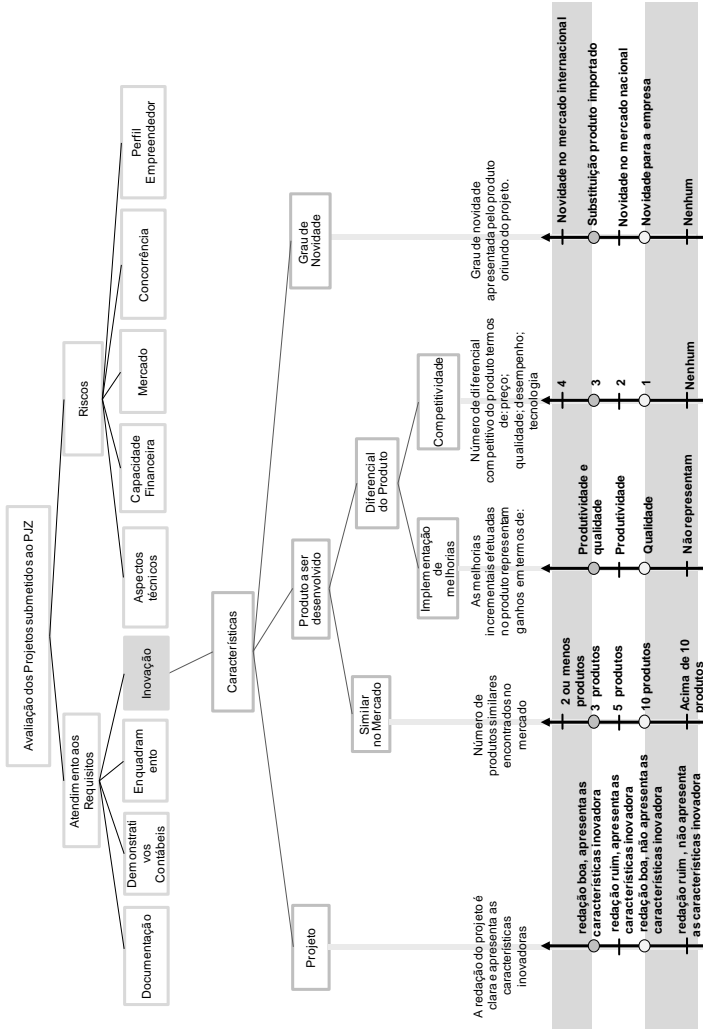 Avaliação dos Projetos submetidos ao PJZ
Atendimento aos
Requisitos
Riscos
Documentação
Demonstrati
vos
Contábeis
Enquadram
ento
Inovação
Aspectos
técnicos
Capacidade
Financeira
Mercado
Concorrência
Perfil
Empreendedor
Características
Projeto
Produto a ser
desenvolvido
Grau de
Novidade
Similar
no Mercado
Diferencial
do Produto
Implementação
de
melhorias
Competitividade
A redação do projeto é
clara e apresenta as
características
inovadoras
Número de
produtos similares
encontrados no
mercado
As melhorias
incrementais efetuadas
no produto representam
ganhos em termos de:
Número de diferencial
competitivo do produto termos
de: preço;
qualidade; desempenho;
tecnologia
Grau de novidade
apresentada pelo produto
oriundo do projeto.
redação boa, apresenta as
características inovadora
redação ruim, apresenta as
características inovadora
redação boa, não apresenta as
características inovadora
redação ruim , não apresenta
as características inovadora
2 ou menos
produtos
3 produtos
5 produtos
10 produtos
Acima de 10
produtos
Produtividade e
qualidade
Produtividade
Qualidade
Não representam
4
3
2
1
Nenhum
Novidade no mercado internacional
Substituição produto importado
Novidade no mercado nacional
Novidade para a empresa
Nenhum